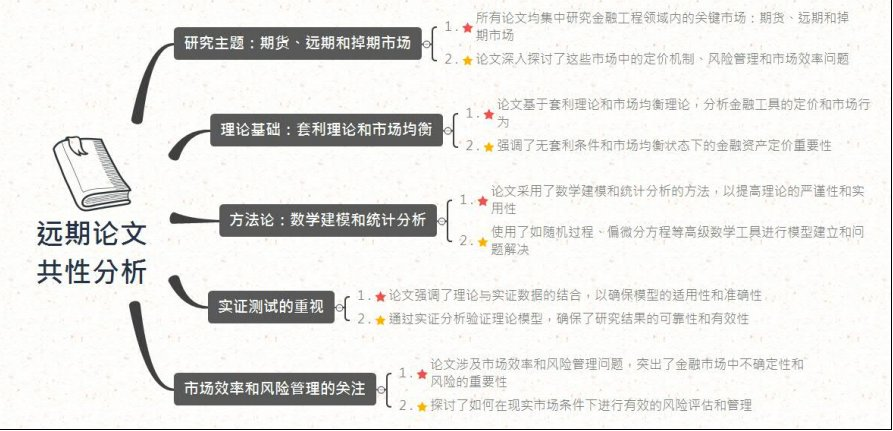 远期论文
共性分析
研究主题：期货、远期和掉期市场
1. 所有论文均集中研究金融工程领域内的关键市场：期货、远期和掉
期市场
2. 论文深入探讨了这些市场中的定价机制、风险管理和市场效率问题
理论基础：套利理论和市场均衡
1. 论文基于套利理论和市场均衡理论，分析金融工具的定价和市场行
为
2. 强调了无套利条件和市场均衡状态下的金融资产定价重要性
方法论：数学建模和统计分析
1. 论文采用了数学建模和统计分析的方法，以提高理论的严谨性和实
用性
2. 使用了如随机过程、偏微分方程等高级数学工具进行模型建立和问
题解决
实证测试的重视
1. 论文强调了理论与实证数据的结合，以确保模型的适用性和准确性
2. 通过实证分析验证理论模型，确保了研究结果的可靠性和有效性
市场效率和风险管理的关注
1. 论文涉及市场效率和风险管理问题，突出了金融市场中不确定性和
风险的重要性
2. 探讨了如何在现实市场条件下进行有效的风险评估和管理